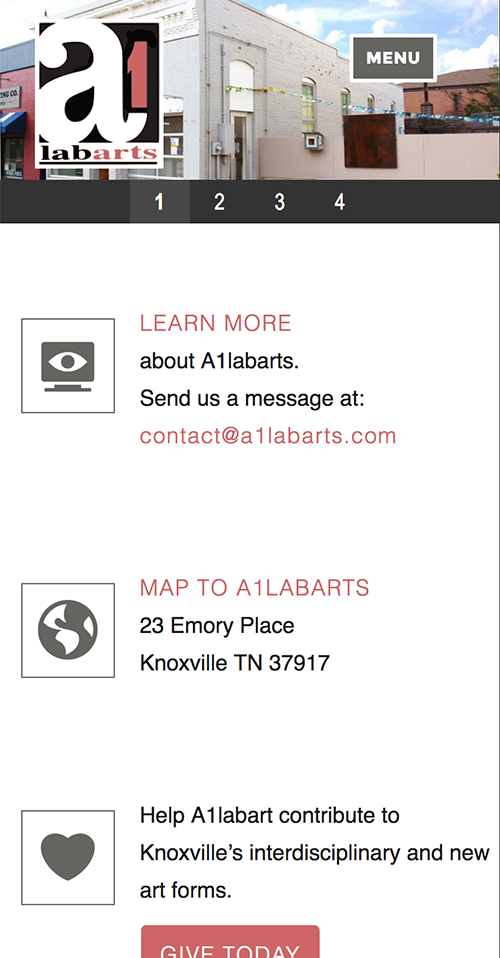 a1
labarts
NG CO.
MENU
1 2 3 4
LEARN MORE
about A1labarts.
Send us a message at:
contact@a1labarts.com
MAP TO A1LABARTS
23 Emory Place
Knoxville TN 37917
Help A1labart contribute to
Knoxville’s interdisciplinary and new
art forms.
GIVE TODAY